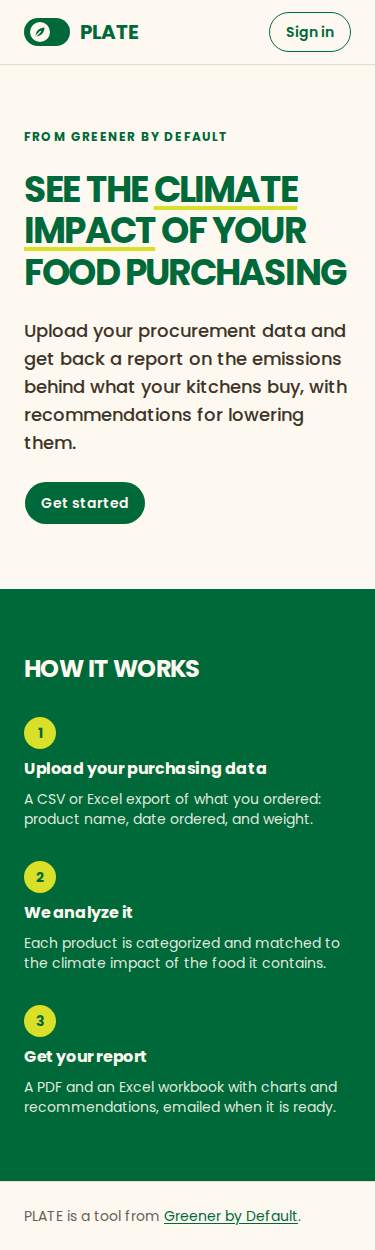 PLATE
Sign in
FROM GREENER BY DEFAULT
SEE THE CLIMATE
IMPACT OF YOUR
FOOD PURCHASING
Upload your procurement data and
get back a report on the emissions
behind what your kitchens buy, with
recommendations for lowering
them.
Get started
HOW IT WORKS
1
Upload your purchasing data
A CSV or Excel export of what you ordered:
product name, date ordered, and weight.
2
We analyze it
Each product is categorized and matched to
the climate impact of the food it contains.
3
Get your report
A PDF and an Excel workbook with charts and
recommendations, emailed when it is ready.
PLATE is a tool from Greener by Default.